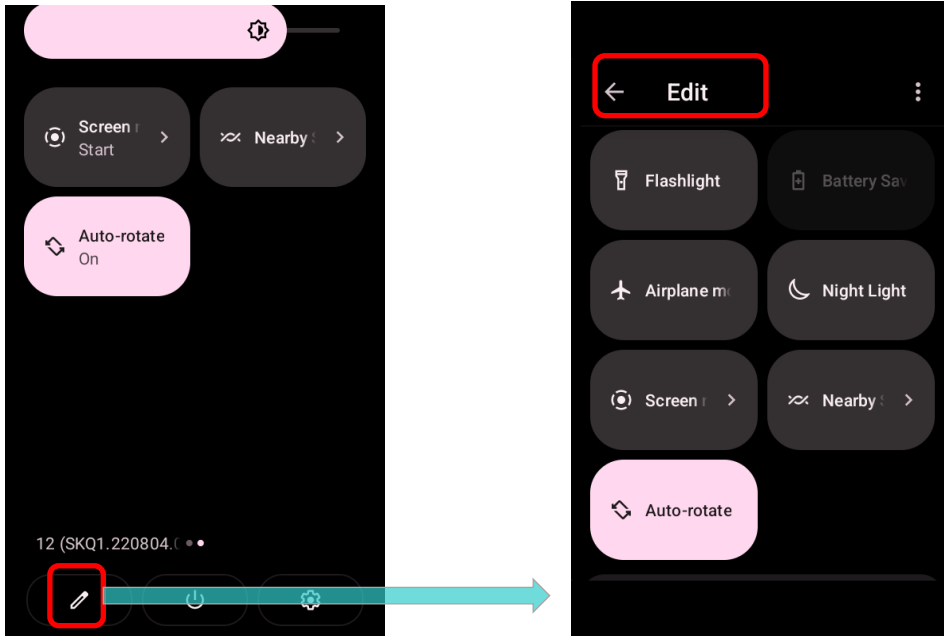 Screen
Start
Nearby
Auto-rotate
On
12 (SKQ1.220804.
Edit
Flashlight
Battery Sav
Airplane m
Night Light
Screen
Nearby
Auto-rotate